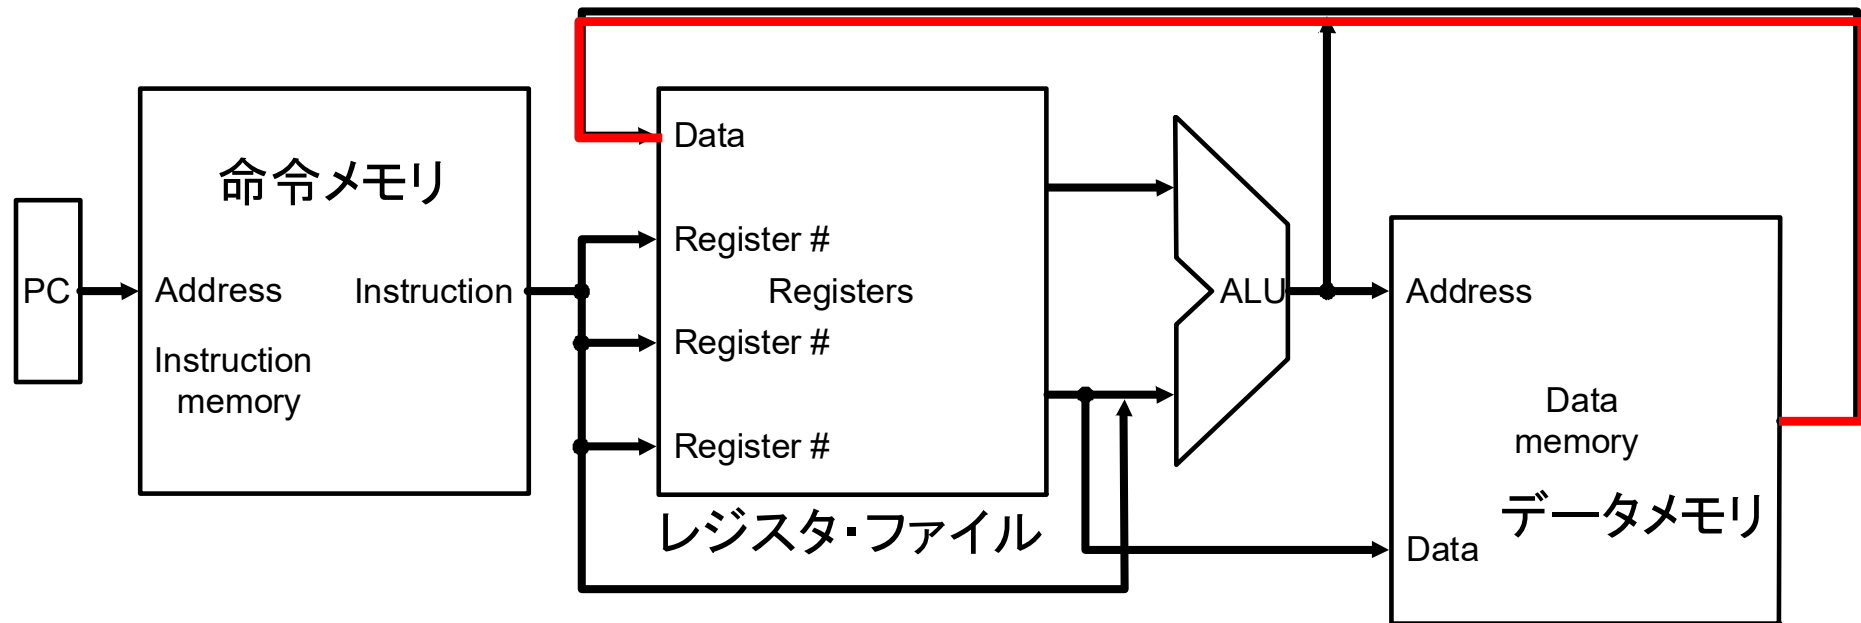 PC
命令メモリ
Address
Instruction
Instruction
memory
Data
Register #
Registers
Register #
Register #
レジスタ・ファイル
ALU
Address
Data
memory
データメモリ
Data